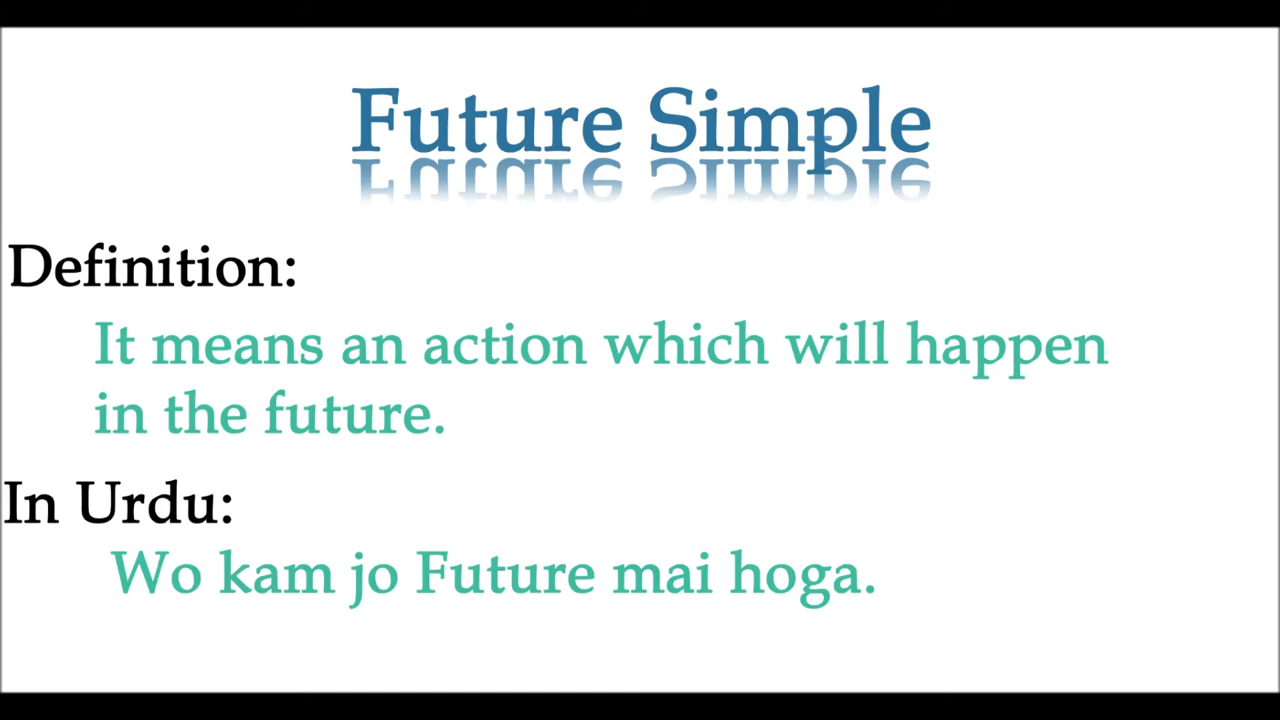 Future Simple
Definition:
It means an action which will happen
in the future.
In Urdu:
Wo kam jo Future mai hoga.